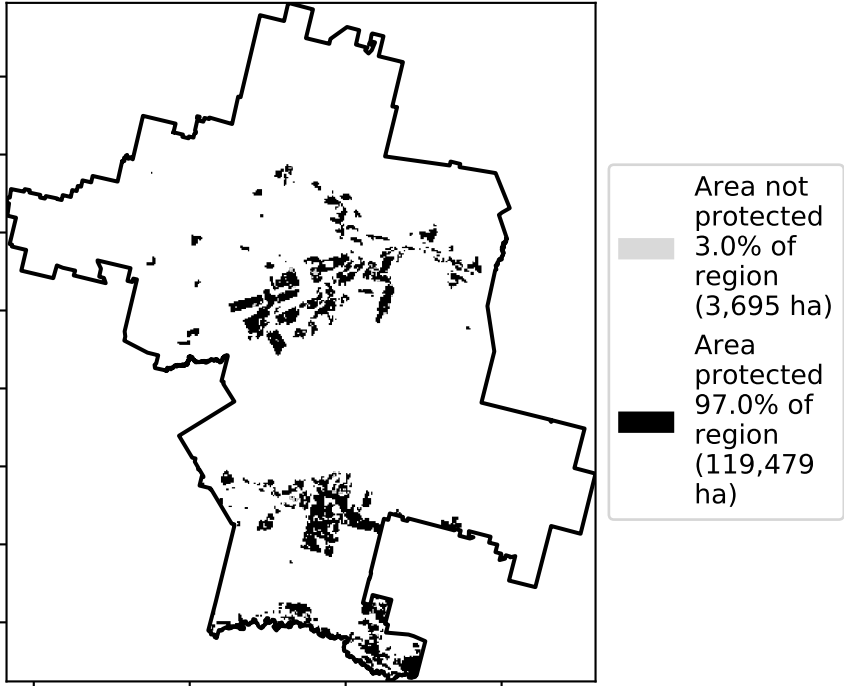 Area not
protected
3.0% of
region
(3,695 ha)
Area
protected
97.0% of
region
(119,479
ha)